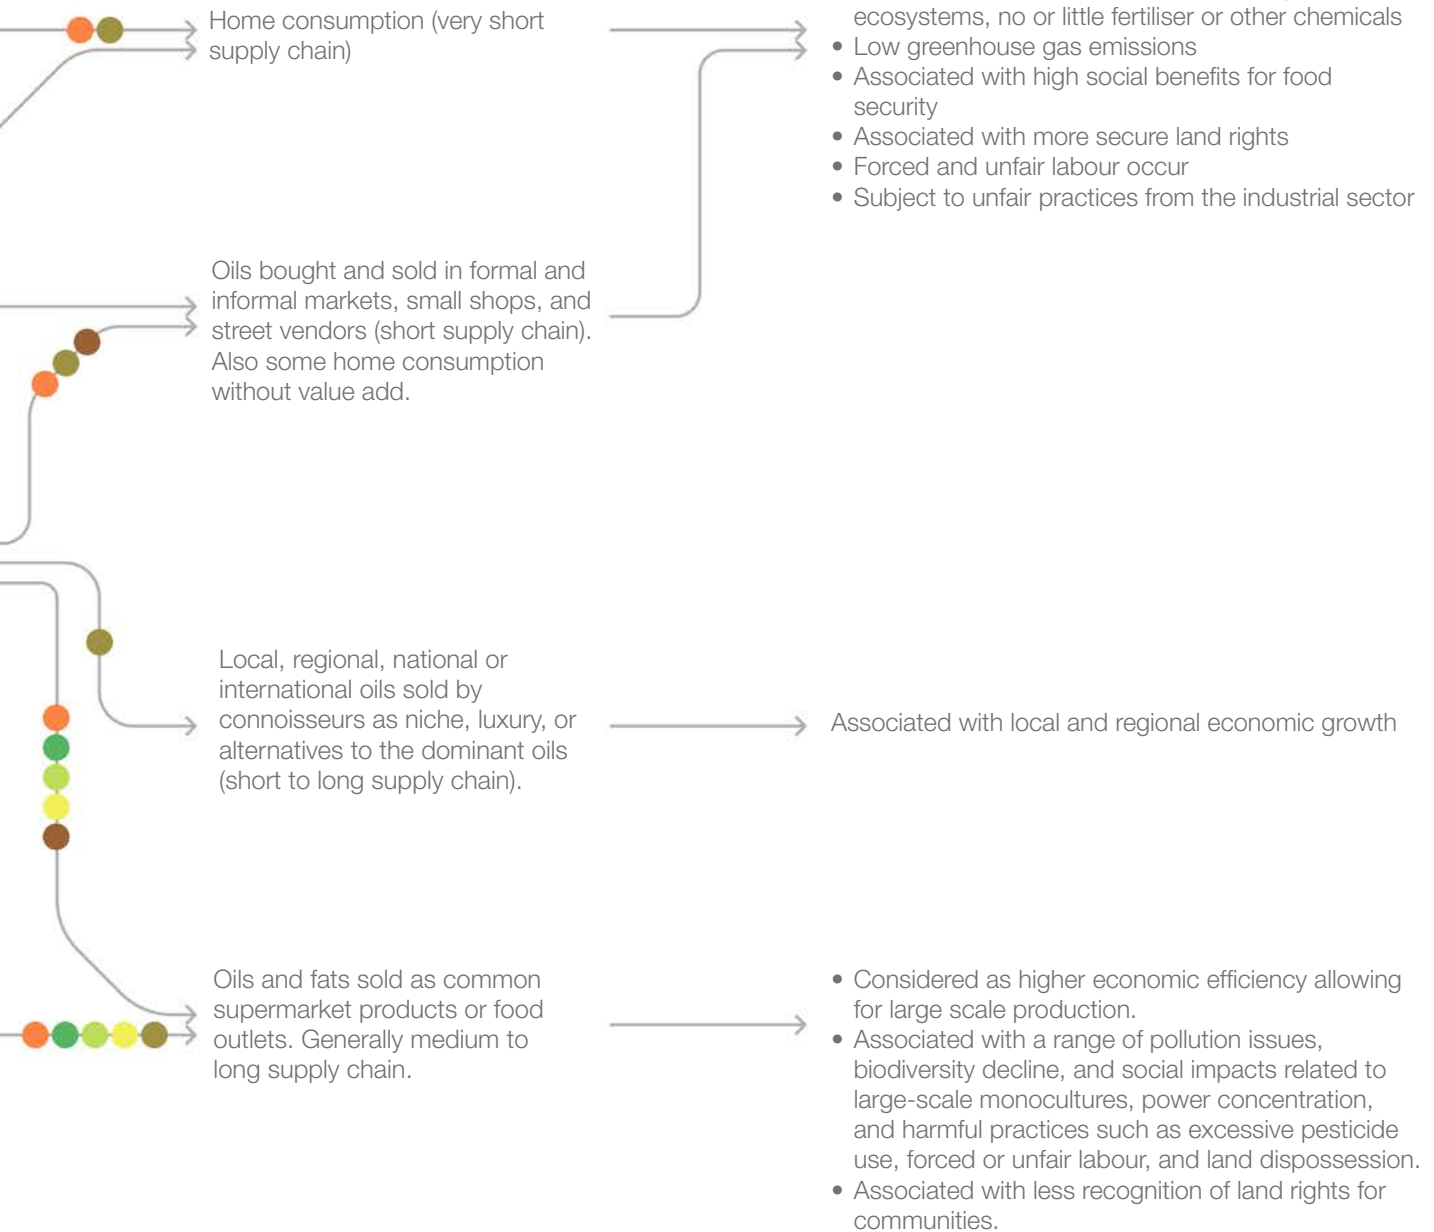 Home consumption (very short
supply chain)
ecosystems, no or little fertiliser or other chemicals
• Low greenhouse gas emissions
• Associated with high social benefits for food
security
• Associated with more secure land rights
• Forced and unfair labour occur
• Subject to unfair practices from the industrial sector
Oils bought and sold in formal and
informal markets, small shops, and
street vendors (short supply chain).
Also some home consumption
without value add.
Local, regional, national or
international oils sold by
connoisseurs as niche, luxury, or
alternatives to the dominant oils
(short to long supply chain).
Associated with local and regional economic growth
Oils and fats sold as common
supermarket products or food
outlets. Generally medium to
long supply chain.
• Considered as higher economic efficiency allowing
for large scale production.
• Associated with a range of pollution issues,
biodiversity decline, and social impacts related to
large-scale monocultures, power concentration,
and harmful practices such as excessive pesticide
use, forced or unfair labour, and land dispossession.
• Associated with less recognition of land rights for
communities.